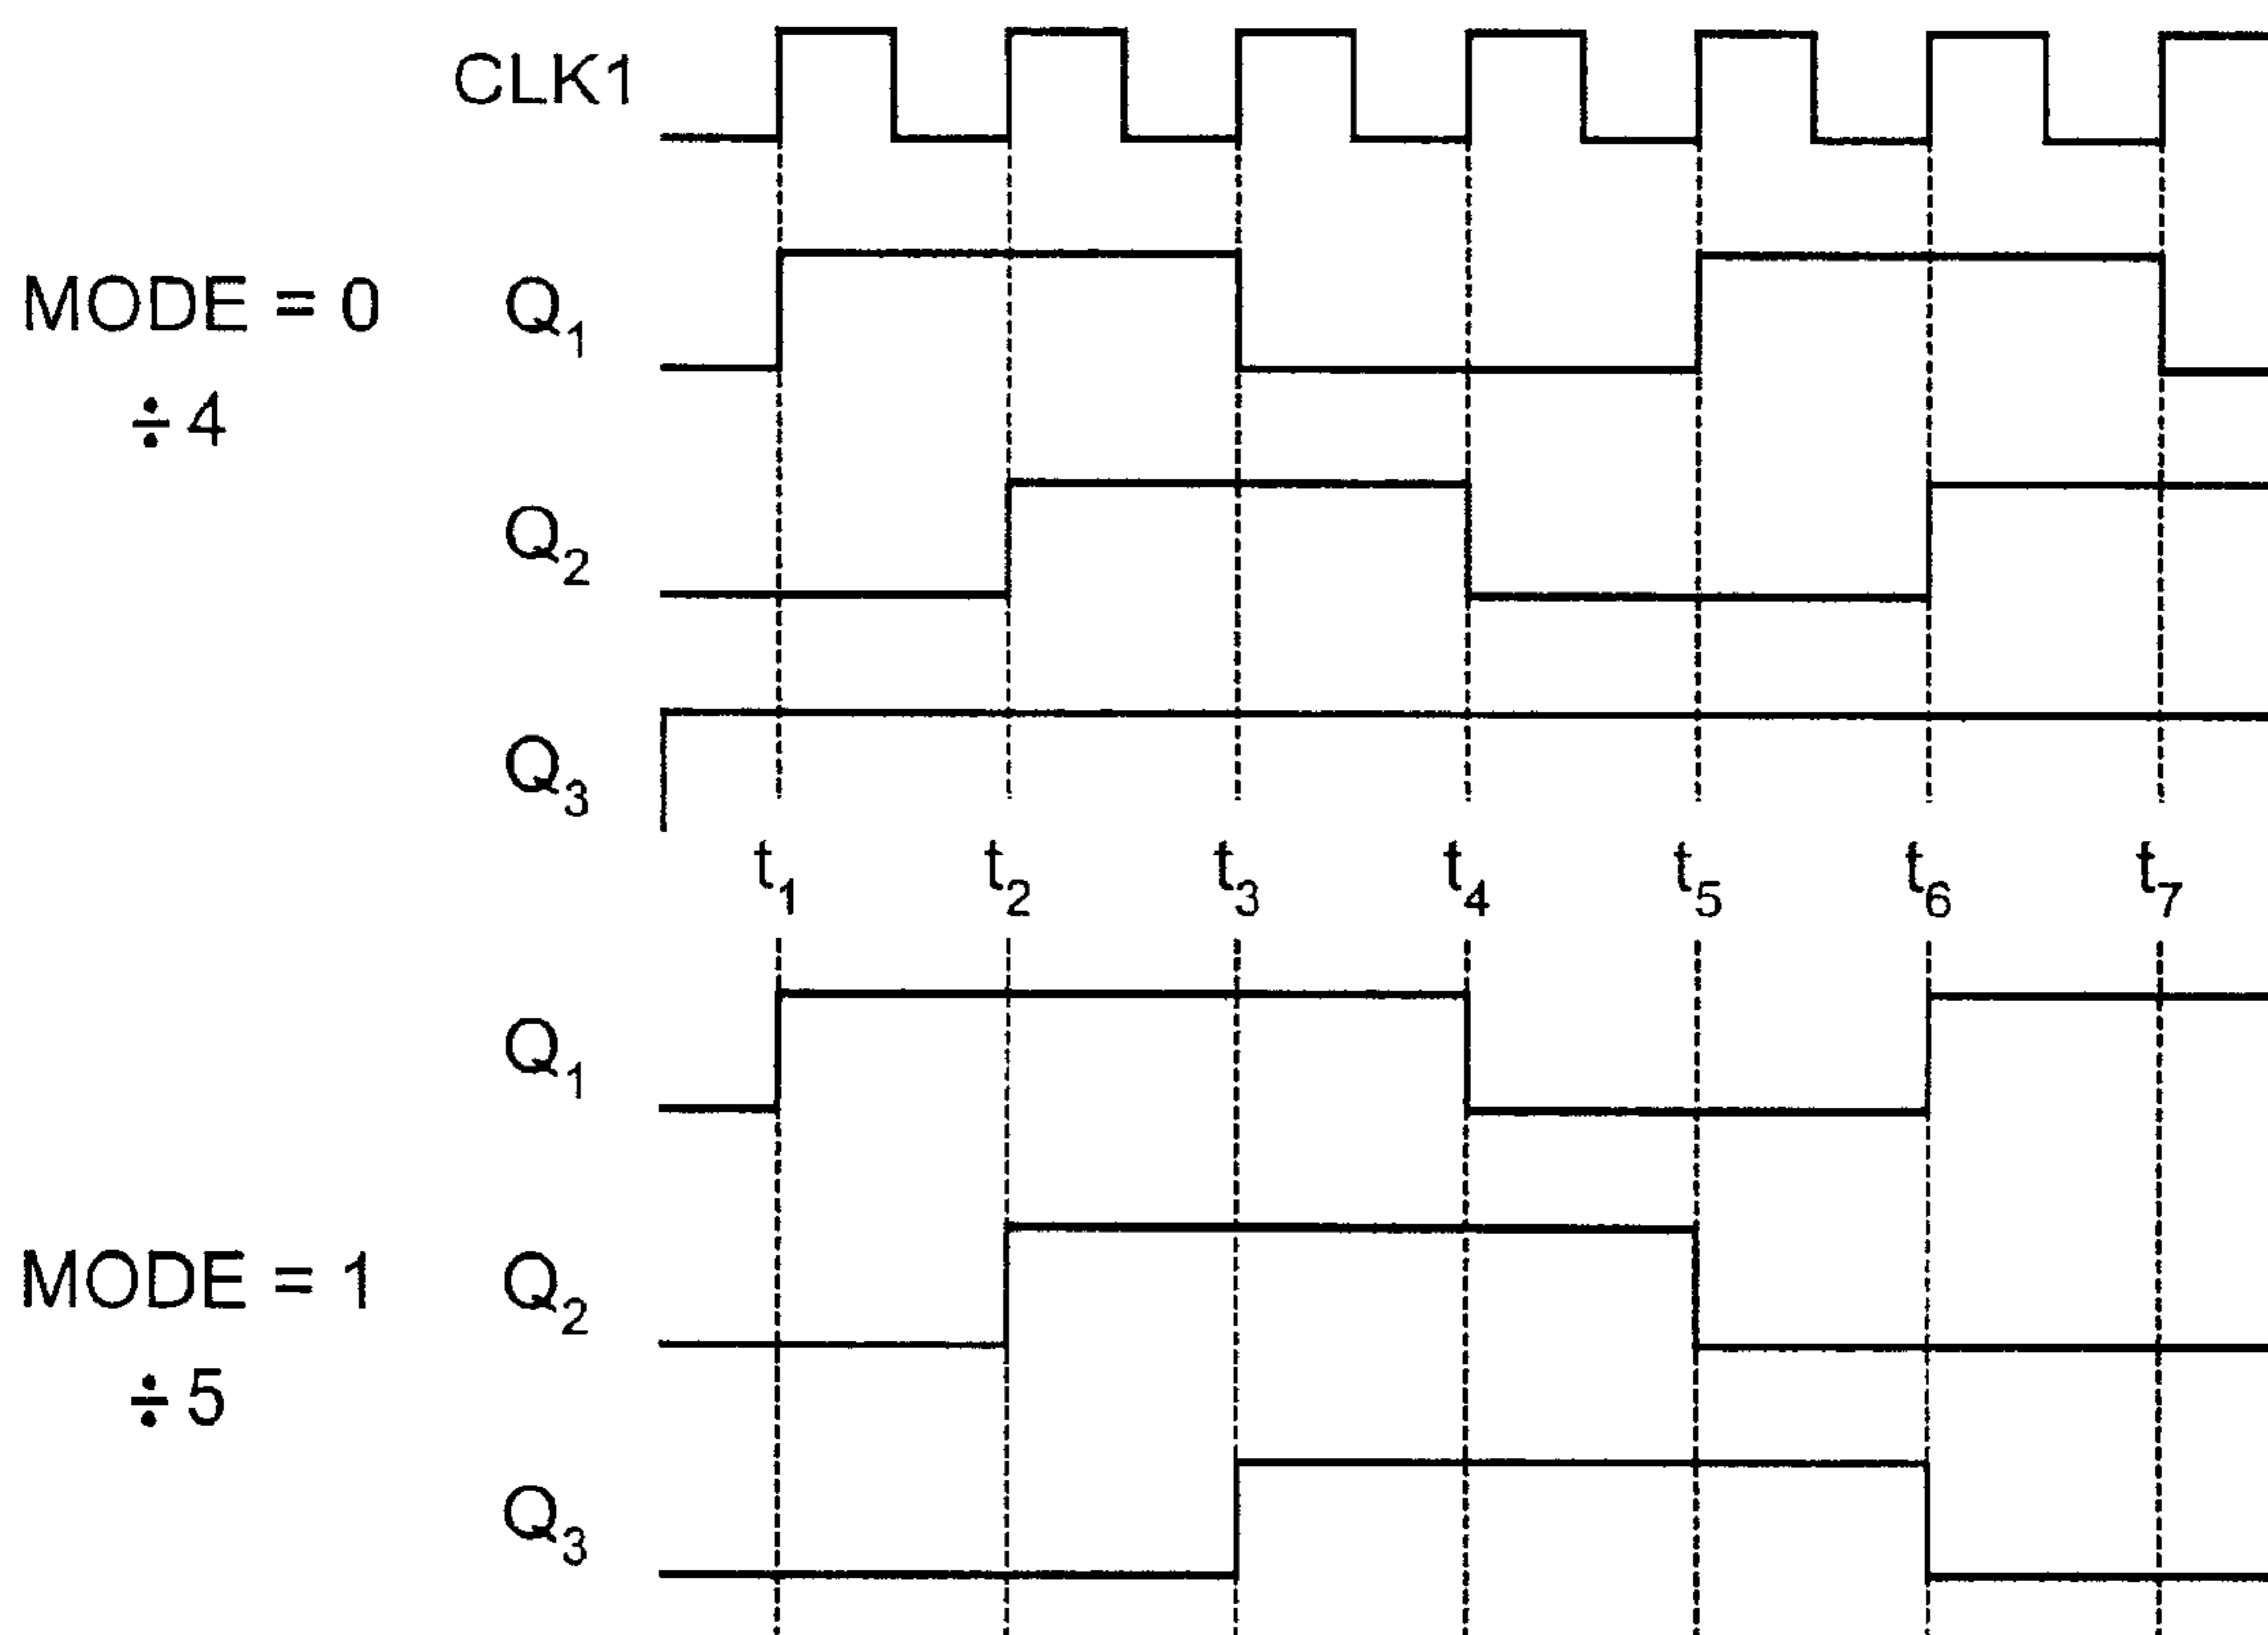 CLK1
MODE = 0
÷4
Q1
Q2
Q3
t1 t2 t3 t4 t5 t6 t7
Q1
MODE = 1
÷5
Q2
Q3